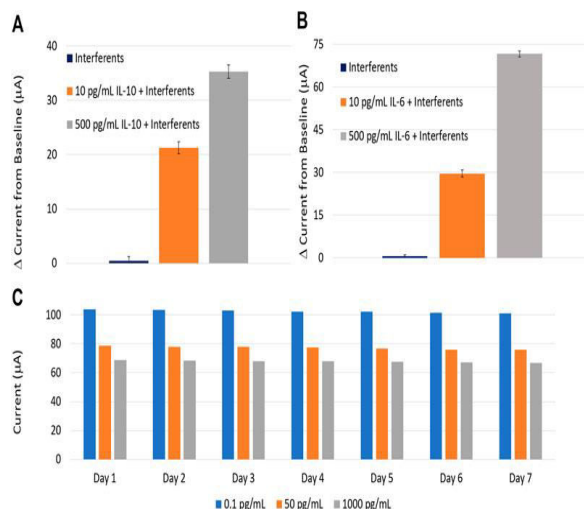 A
Δ Current from Baseline (μA)
40
30
20
10
0
Interferents
10 pg/mL IL-10 + Interferents
500 pg/mL IL-10 + Interferents
B
Δ Current from Baseline (μA)
75
60
45
30
15
0
Interferents
10 pg/mL IL-6 + Interferents
500 pg/mL IL-6 + Interferents
C
Current (μA)
100
80
60
40
20
0
Day 1 Day 2 Day 3 Day 4 Day 5 Day 6 Day 7
0.1 pg/mL 50 pg/mL 1000 pg/mL